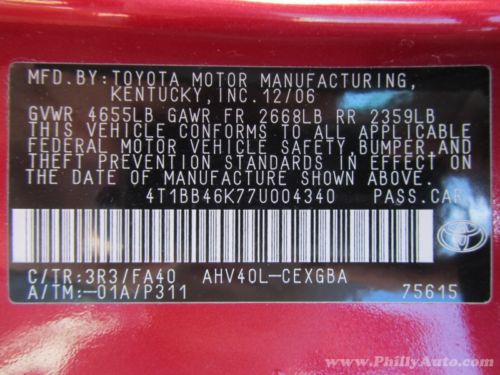 MFD.BY:TOYOTA MOTOR MANUFACTURING,
KENTUCKY,INC.12/06
GVWR 4655LB GAWR FR 2668LB RR 2359LB
THIS VEHICLE CONFORMS TO ALL APPLICABLE
FEDERAL MOTOR VEHICLE SAFETY,BUMPER,AND
THEFT PREVENTION STANDARDS IN EFFECT ON
THE DATE OF MANUFACTURE SHOWN ABOVE.
4T1BB46K77U004340 PASS.CAR
C/TR:3R3/FA40 AHV40L-CEXGBA
A/TM:-01A/P311 75615
www.PhillyAuto.com